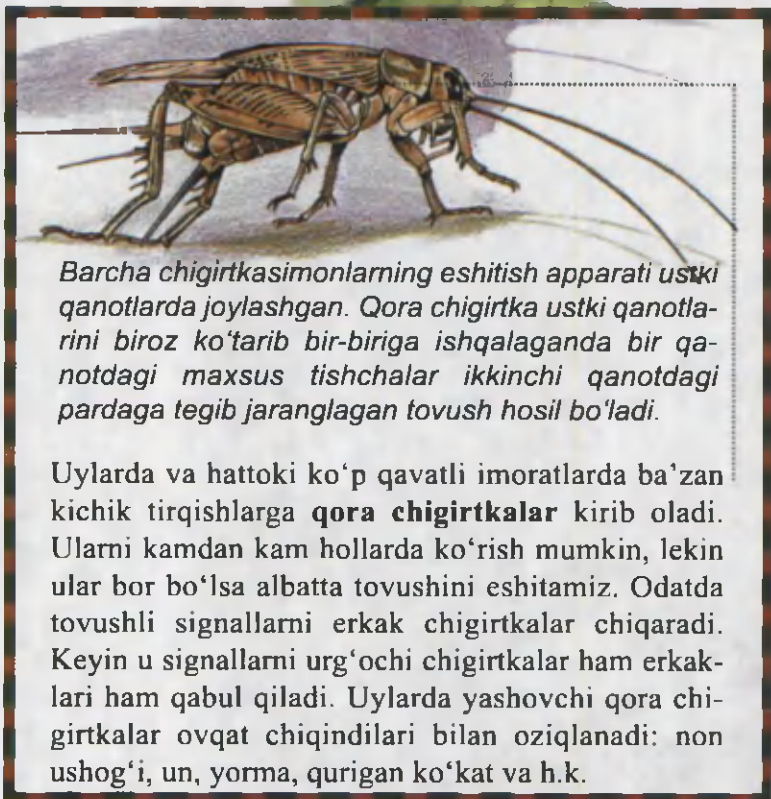 Barcha chigirtkasimonlarning eshitish apparati ustki
qanotlarda joylashgan. Qora chigirtka ustki qanotla-
rini biroz ko‘tarib bir-biriga ishqalaganda bir qa-
notdagi maxsus tishchalar ikkinchi qanotdagi
pardaga tegib jaranglagan tovush hosil bo‘ladi.
Uylarda va hattoki ko‘p qavatli imoratlarda ba’zan
kichik tirqishlarga qora chigirtkalar kirib oladi.
Ularni kamdan kam hollarda ko‘rish mumkin, lekin
ular bor bo‘lsa albatta tovushini eshitamiz. Odatda
tovushli signallarni erkak chigirtkalar chiqaradi.
Keyin u signallarni urg‘ochi chigirtkalar ham erkak-
lari ham qabul qiladi. Uylarda yashovchi qora chi-
girtkalar ovqat chiqindilari bilan oziqlanadi: non
ushog‘i, un, yorma, qurigan ko‘kat va h.k.